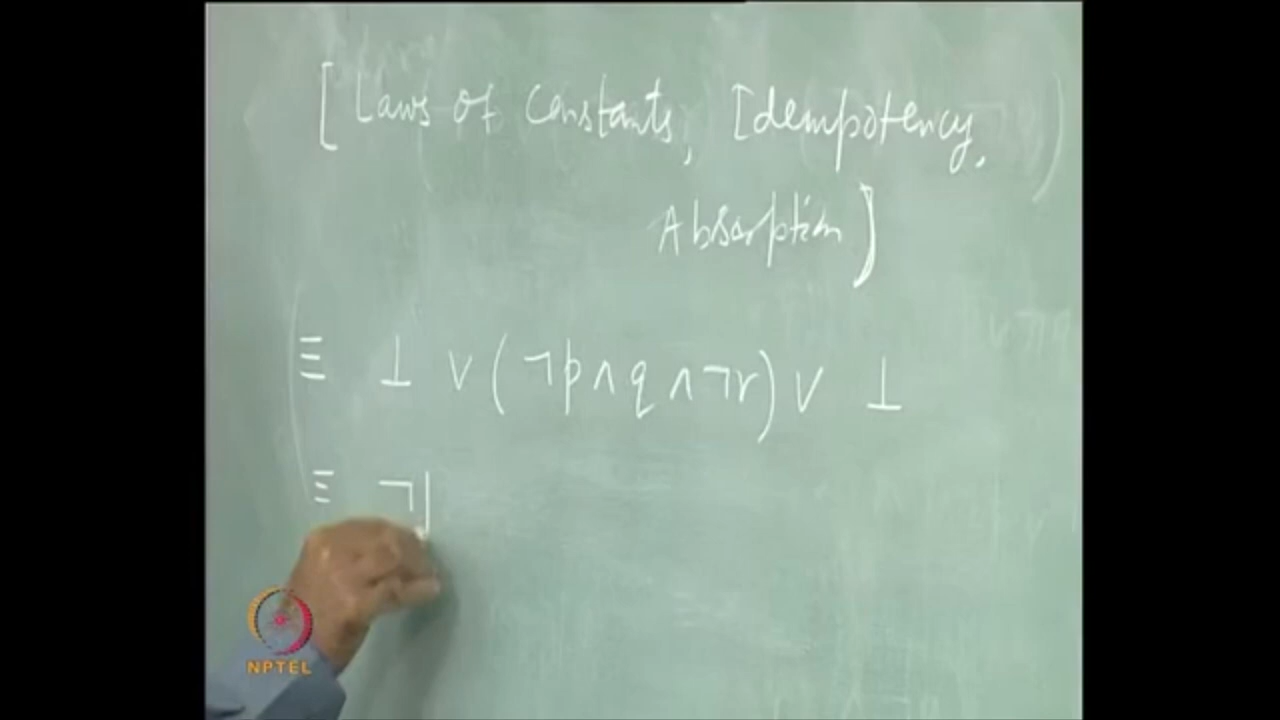 [ Laws of Constants, Idempotency,
Absorption ]
≡ ⊥ ∨ ( ¬p ∧ q ∧ ¬r ) ∨ ⊥
≡ ¬p
NPTEL